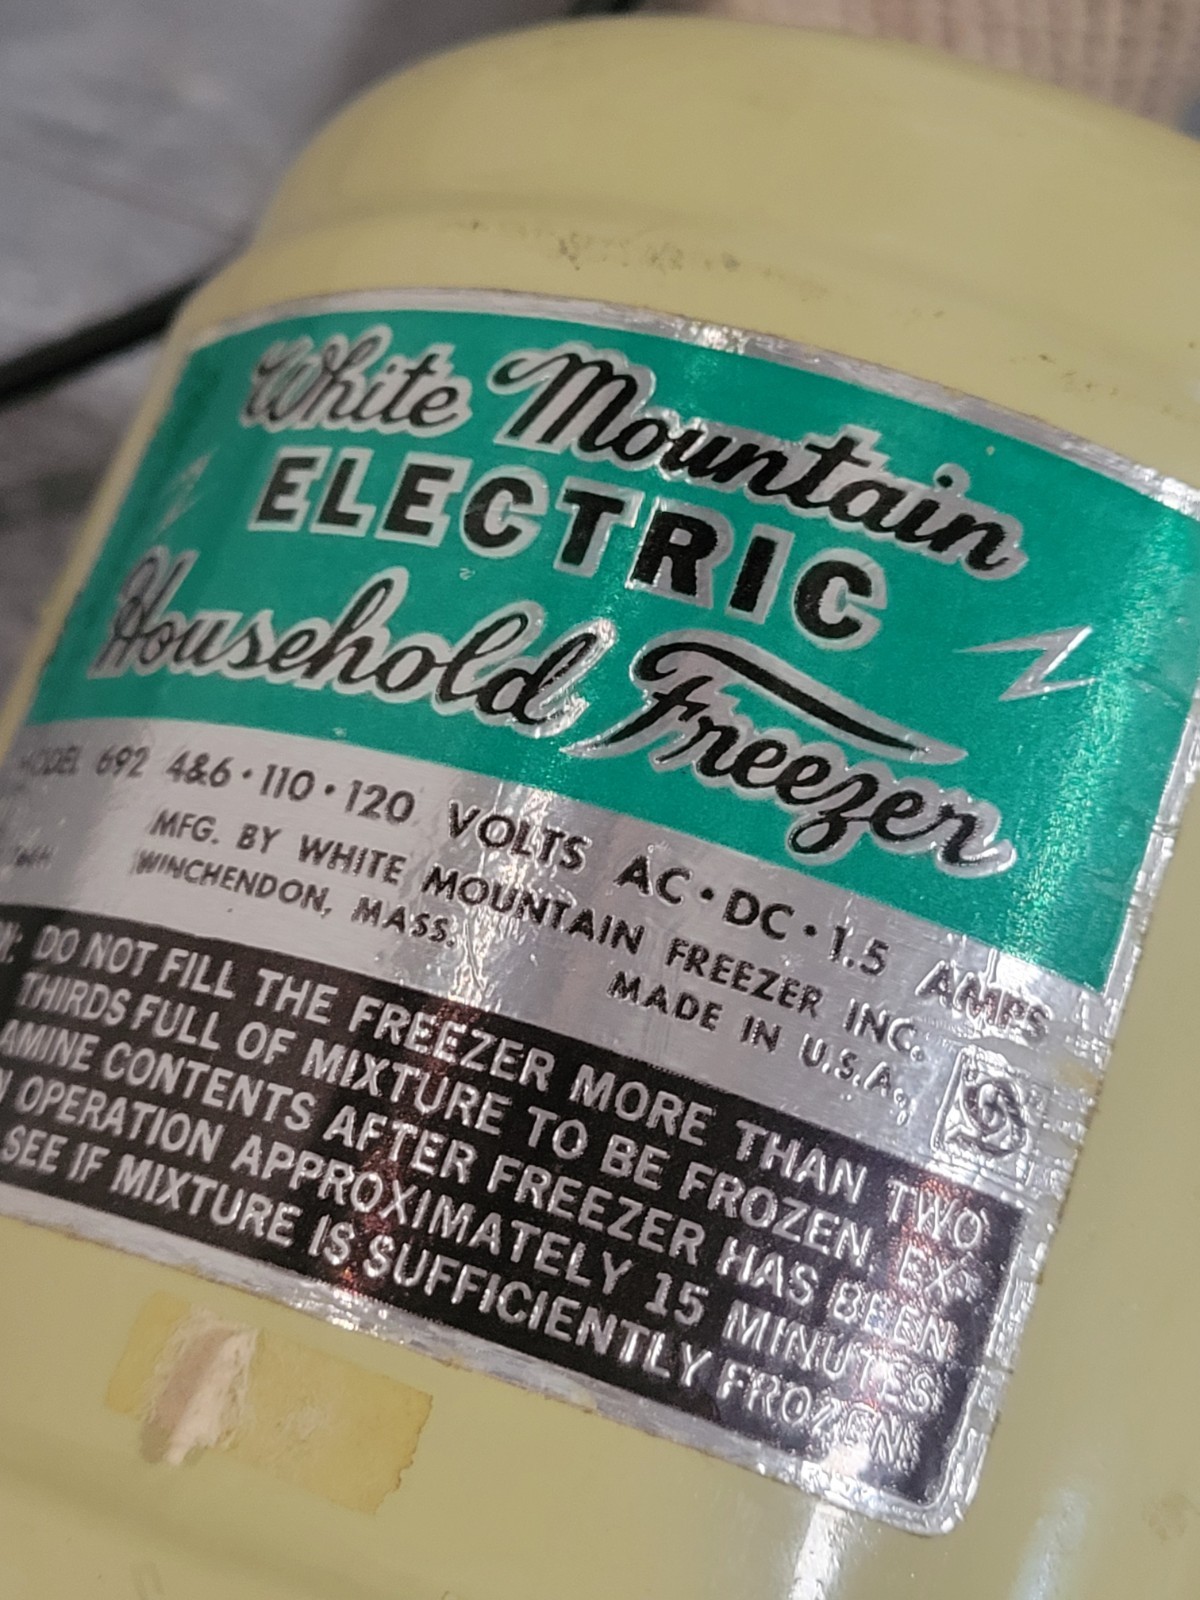 White Mountain
ELECTRIC
Household Freezer
MODEL 692 4&6 • 110 • 120 VOLTS AC • DC • 1.5 AMPS
MFG. BY WHITE MOUNTAIN FREEZER INC.
WINCHENDON, MASS. MADE IN U.S.A.
DO NOT FILL THE FREEZER MORE THAN TWO
THIRDS FULL OF MIXTURE TO BE FROZEN. EX-
AMINE CONTENTS AFTER FREEZER HAS BEEN
OPERATION APPROXIMATELY 15 MINUTES
SEE IF MIXTURE IS SUFFICIENTLY FROZEN.